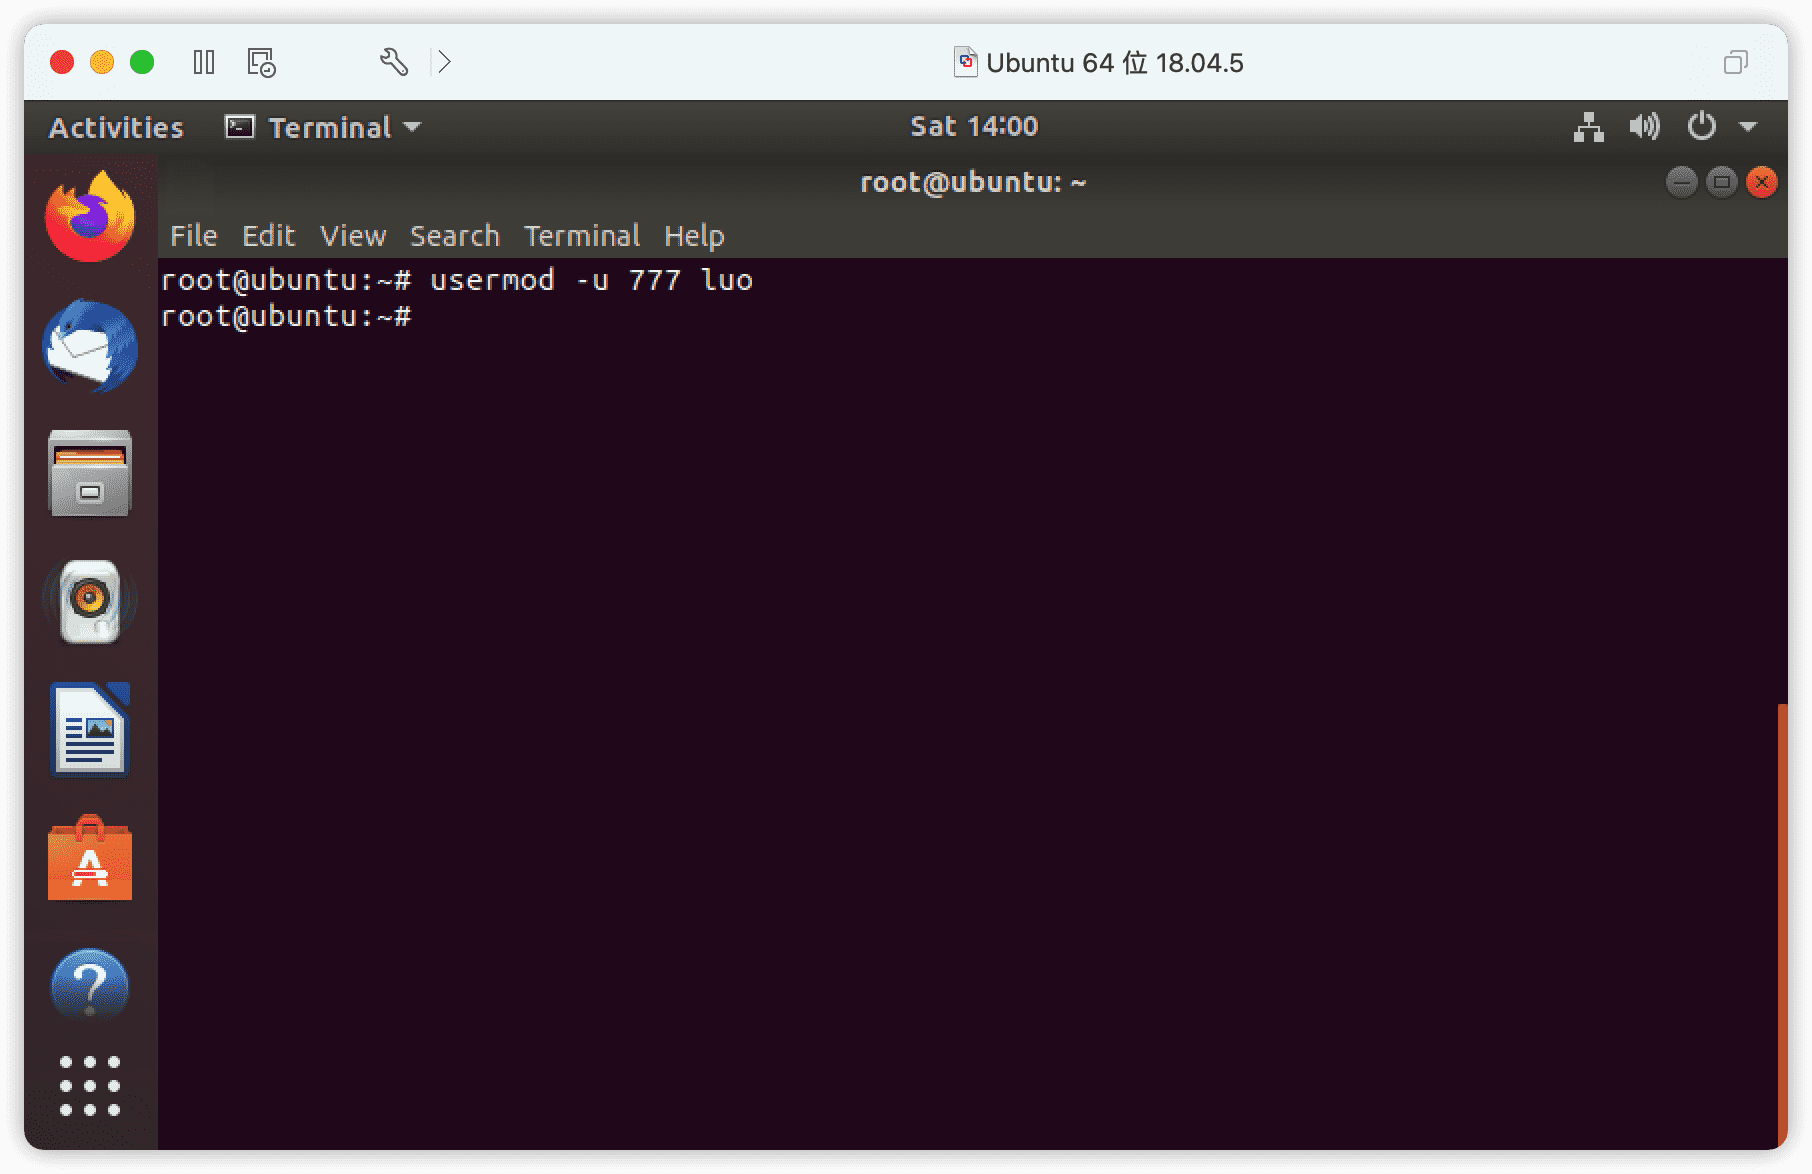 Ubuntu 64 位 18.04.5
Activities Terminal Sat 14:00
root@ubuntu: ~
File Edit View Search Terminal Help
root@ubuntu:~# usermod -u 777 luo
root@ubuntu:~#